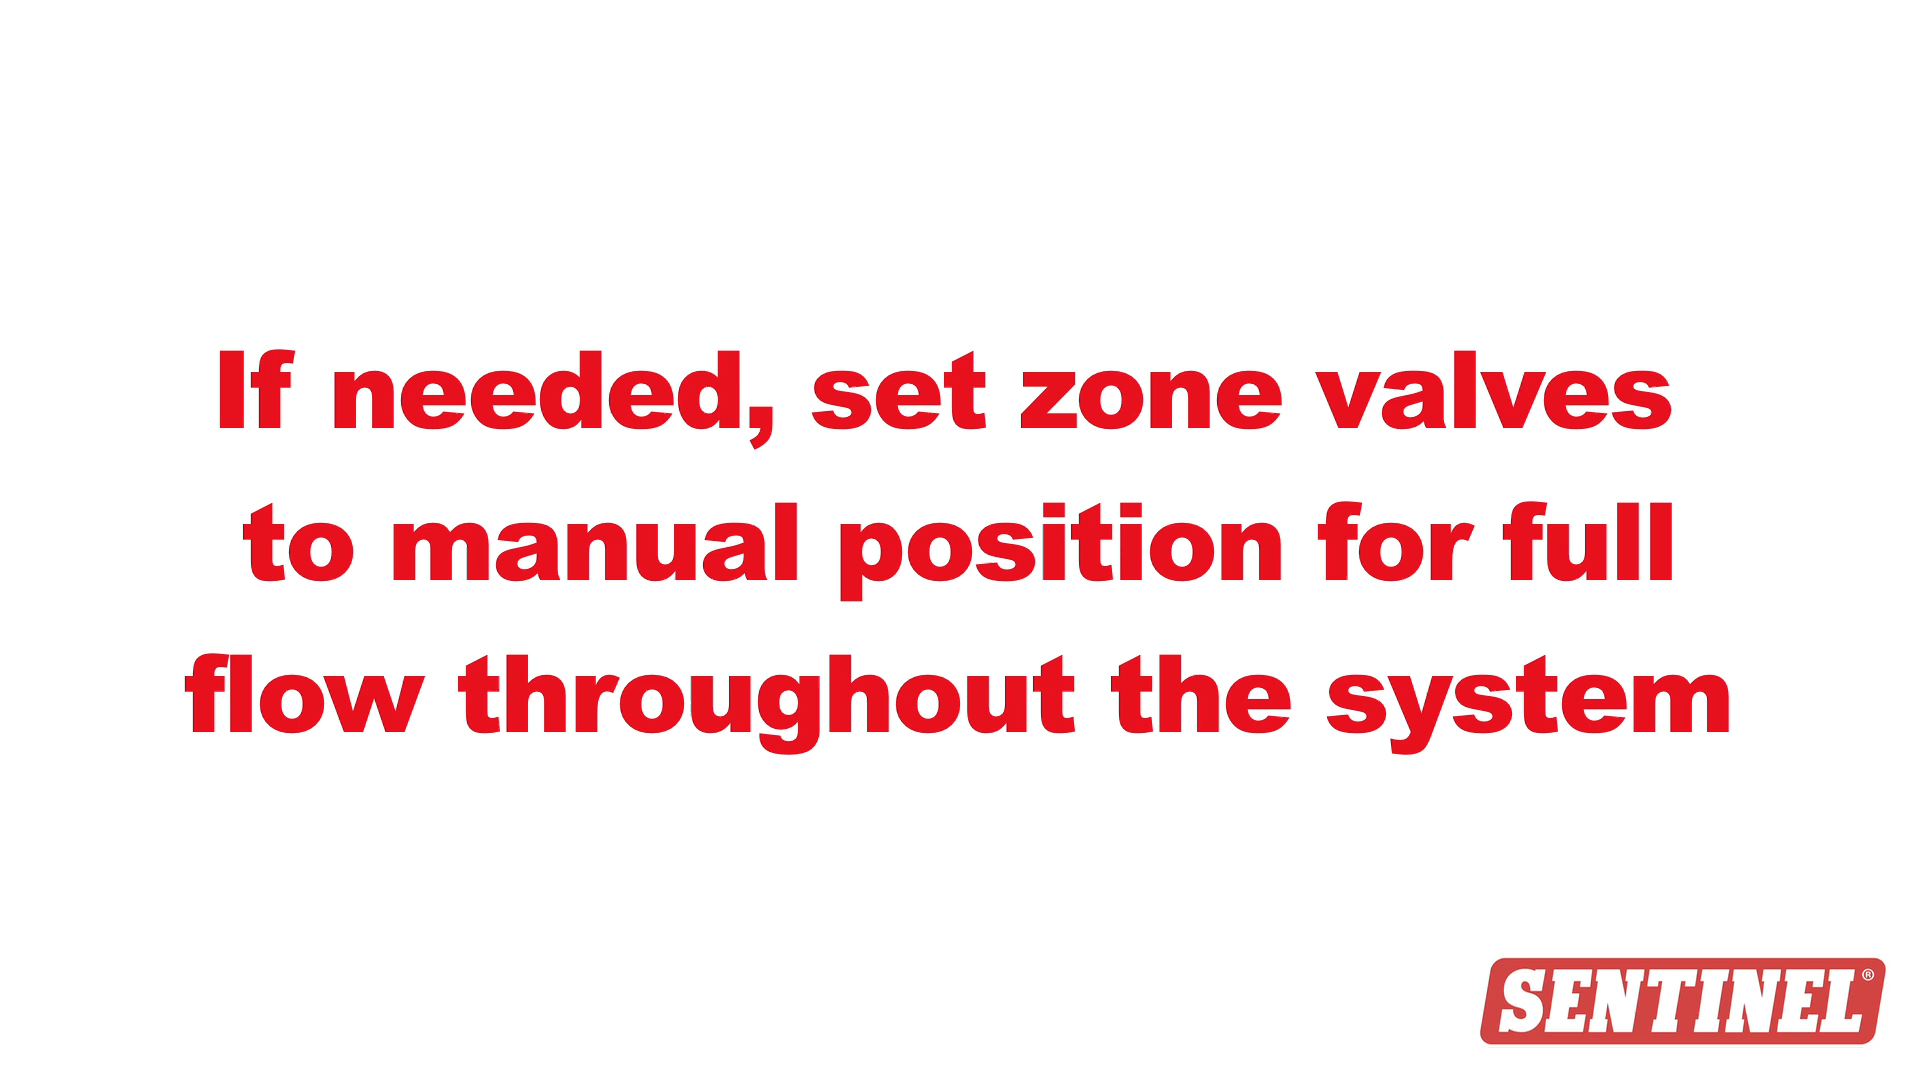 If needed, set zone valves
to manual position for full
flow throughout the system
SENTINEL®